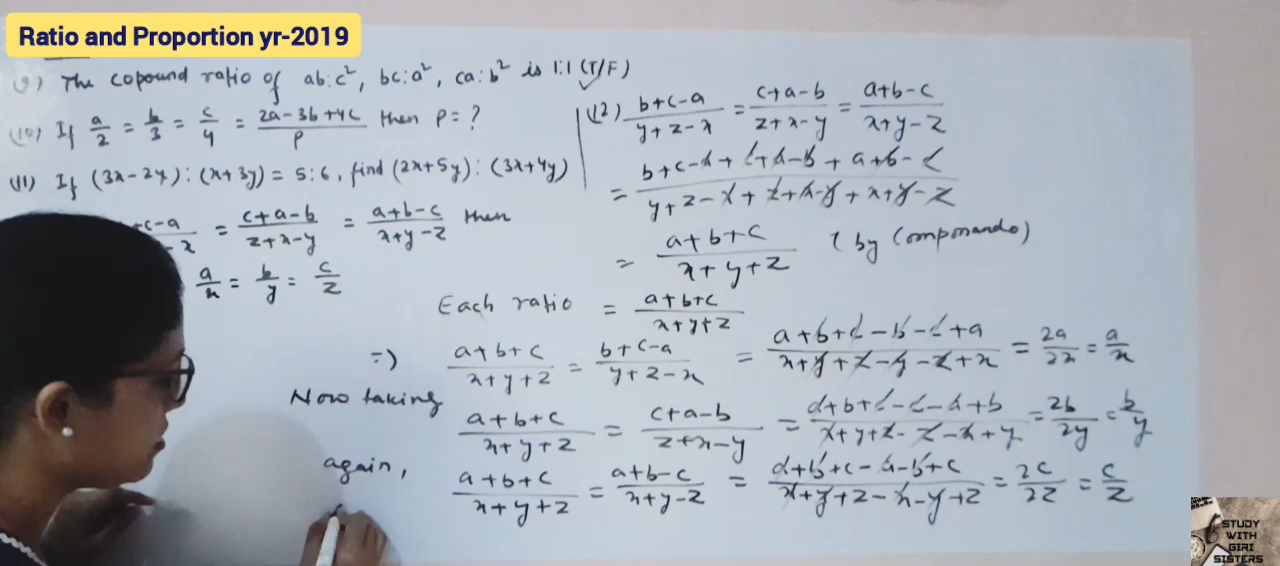 Ratio and Proportion yr-2019
9) The copound ratio of ab:c², bc:a², ca:b² is 1:1 (T/F)
(10) If a/2 = b/3 = c/4 = 2a-3b+4c/p then p = ?
(11) If (3x-2y):(x+3y) = 5:6, find (2x+5y):(3x+4y)
+c-a/-x = c+a-b/z+x-y = a+b-c/x+y-z then
a/x = b/y = c/z
(12) b+c-a/y+z-x = c+a-b/z+x-y = a+b-c/x+y-z
= b+c-a+c+a-b+a+b-c/y+z-x+z+x-y+x+y-z
= a+b+c/x+y+z (by Componando)
Each ratio = a+b+c/x+y+z
=) a+b+c/x+y+z = b+c-a/y+z-x = a+b+c-b-c+a/x+y+z-y-z+x = 2a/2x = a/x
Now taking a+b+c/x+y+z = c+a-b/z+x-y = a+b+c-c-a+b/x+y+z-z-x+y = 2b/2y = b/y
again, a+b+c/x+y+z = a+b-c/x+y-z = a+b+c-a-b+c/x+y+z-x-y+z = 2c/2z = c/z
STUDY
WITH
GIRI
SISTERS